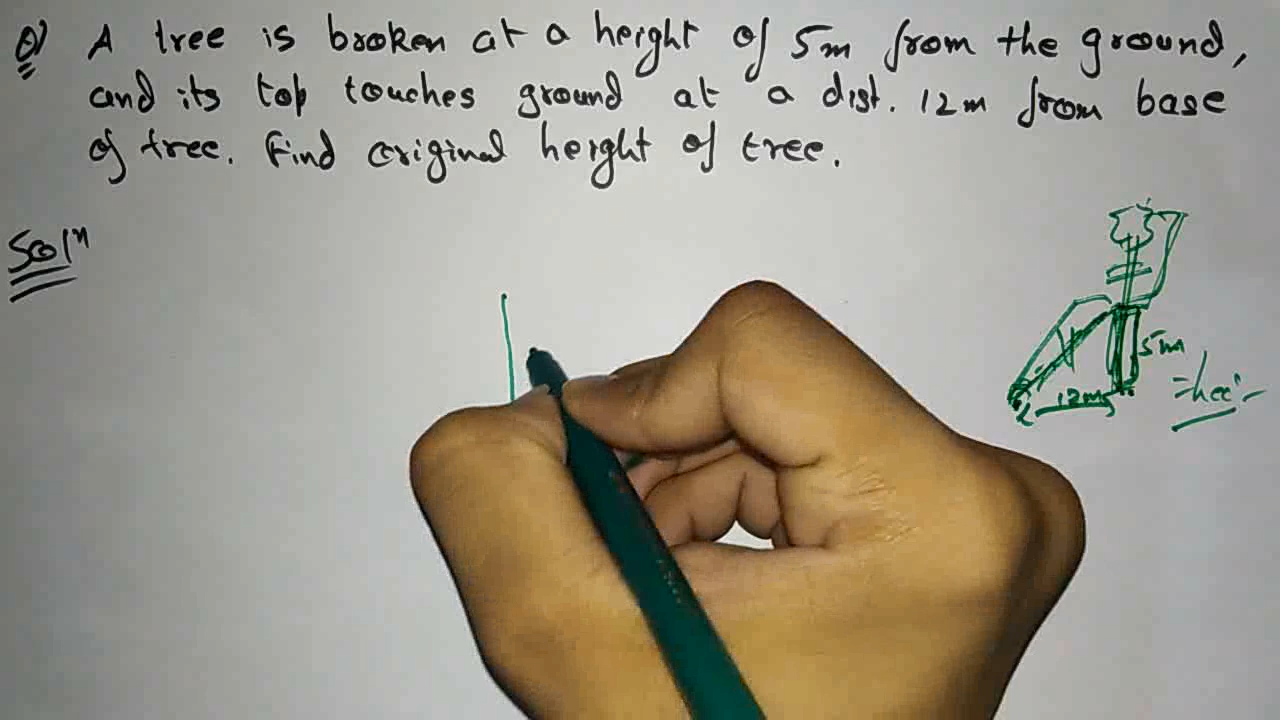 Q) A tree is broken at a height of 5m from the ground,
and its top touches ground at a dist. 12m from base
of tree. Find original height of tree.
Solⁿ
5m
12m